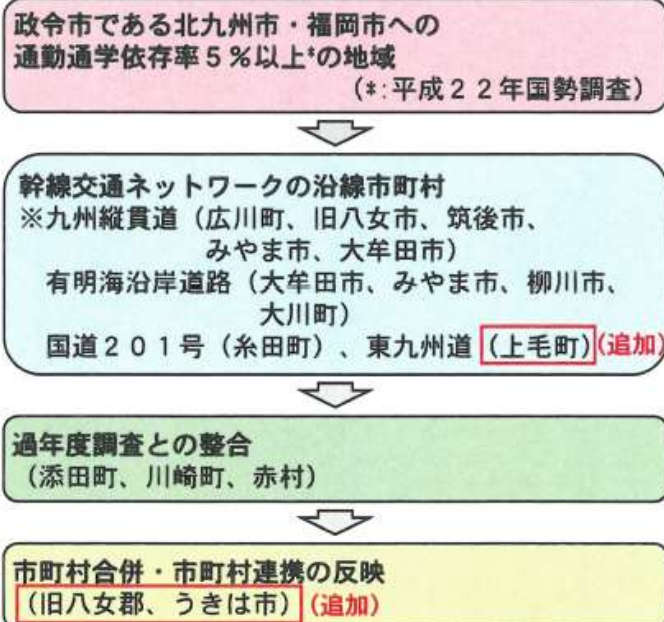 政令市である北九州市・福岡市への
通勤通学依存率５％以上*の地域
(*:平成２２年国勢調査)
幹線交通ネットワークの沿線市町村
※九州縦貫道（広川町、旧八女市、筑後市、
みやま市、大牟田市）
有明海沿岸道路（大牟田市、みやま市、柳川市、
大川町）
国道２０１号（糸田町）、東九州道（上毛町）(追加)
過年度調査との整合
（添田町、川崎町、赤村）
市町村合併・市町村連携の反映
（旧八女郡、うきは市）(追加)